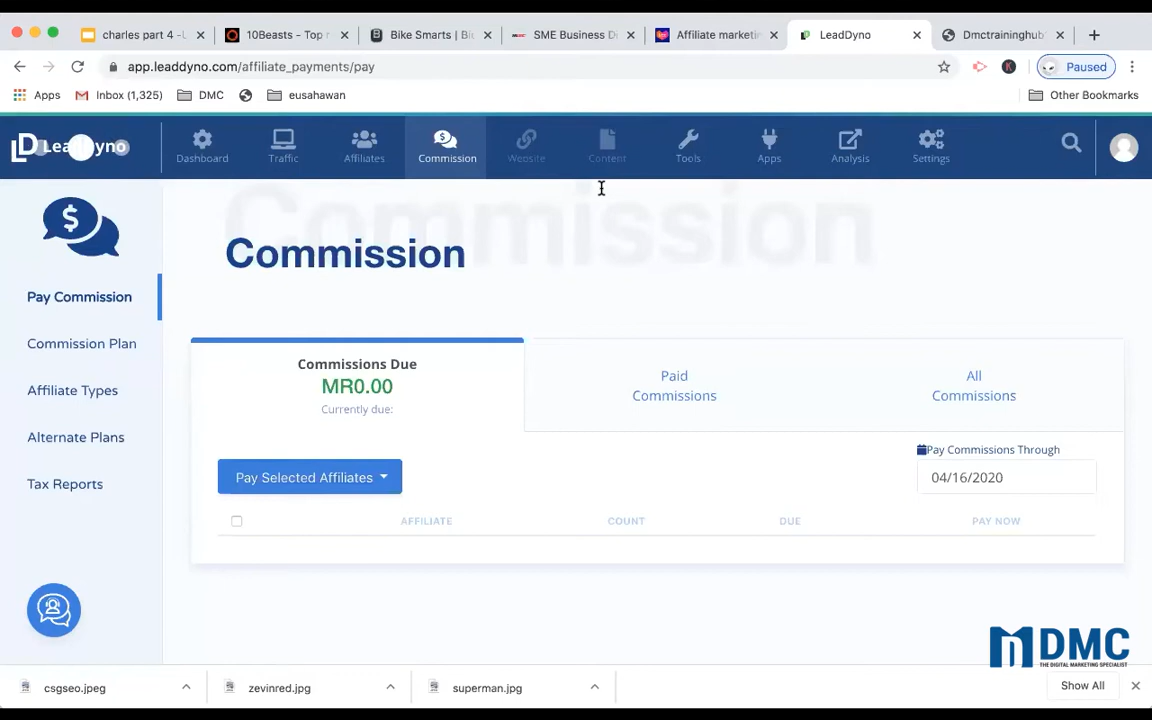 charles part 4 -
10Beasts - Top
Bike Smarts |
SME Business
Affiliate marketin
LeadDyno
Dmctraininghub
app.leaddyno.com/affiliate_payments/pay
Paused
Apps
Inbox (1,325)
DMC
eusahawan
Other Bookmarks
LeadDyno
Dashboard
Traffic
Affiliates
Commission
Website
Content
Tools
Apps
Analysis
Settings
Commission
Commission
Pay Commission
Commission Plan
Affiliate Types
Alternate Plans
Tax Reports
Commissions Due
MR0.00
Currently due:
Paid
Commissions
All
Commissions
Pay Selected Affiliates
Pay Commissions Through
04/16/2020
AFFILIATE
COUNT
DUE
PAY NOW
DMC
THE DIGITAL MARKETING SPECIALIST
csgseo.jpeg
zevinred.jpg
superman.jpg
Show All